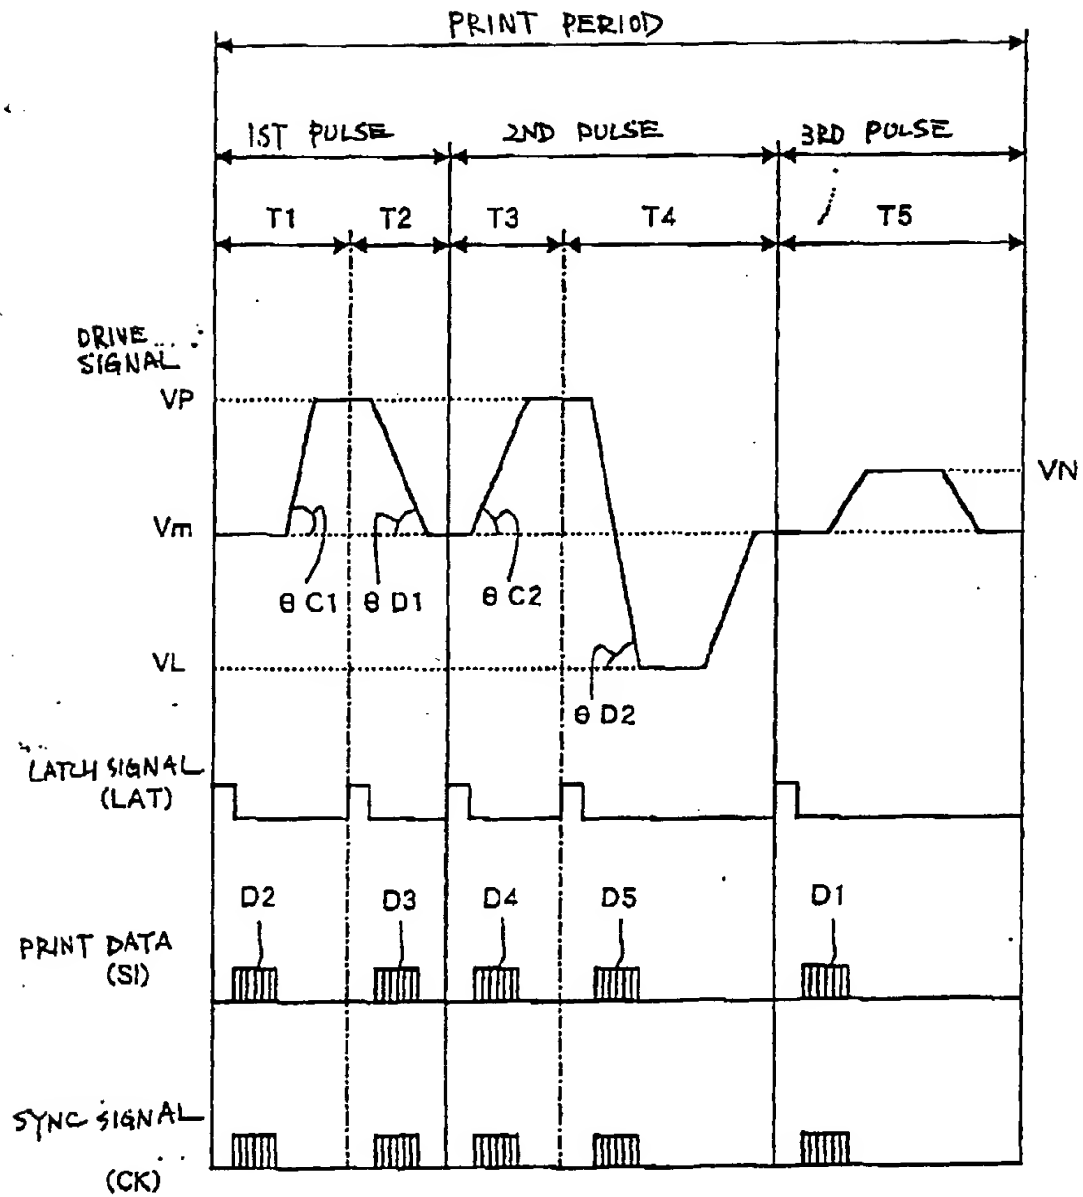 PRINT PERIOD
1ST PULSE 2ND PULSE 3RD PULSE
T1 T2 T3 T4 T5
DRIVE
SIGNAL
VP
VN
Vm
θ C1 θ D1 θ C2
VL
θ D2
LATCH SIGNAL
(LAT)
D2 D3 D4 D5 D1
PRINT DATA
(SI)
SYNC SIGNAL
(CK)